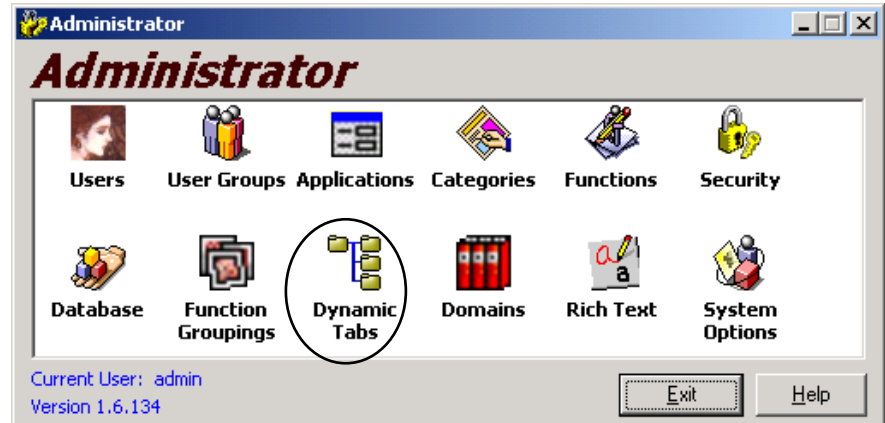 Administrator
Administrator
Users User Groups Applications Categories Functions Security
Database Function Groupings Dynamic Tabs Domains Rich Text System Options
Current User: admin
Version 1.6.134
Exit Help